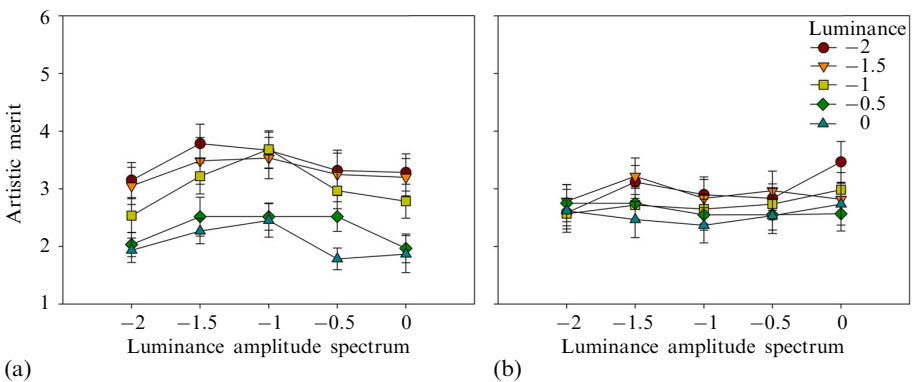 6
5
4
3
2
1
Artistic merit
−2 −1.5 −1 −0.5 0
Luminance amplitude spectrum
(a)
Luminance
−2
−1.5
−1
−0.5
0
−2 −1.5 −1 −0.5 0
Luminance amplitude spectrum
(b)